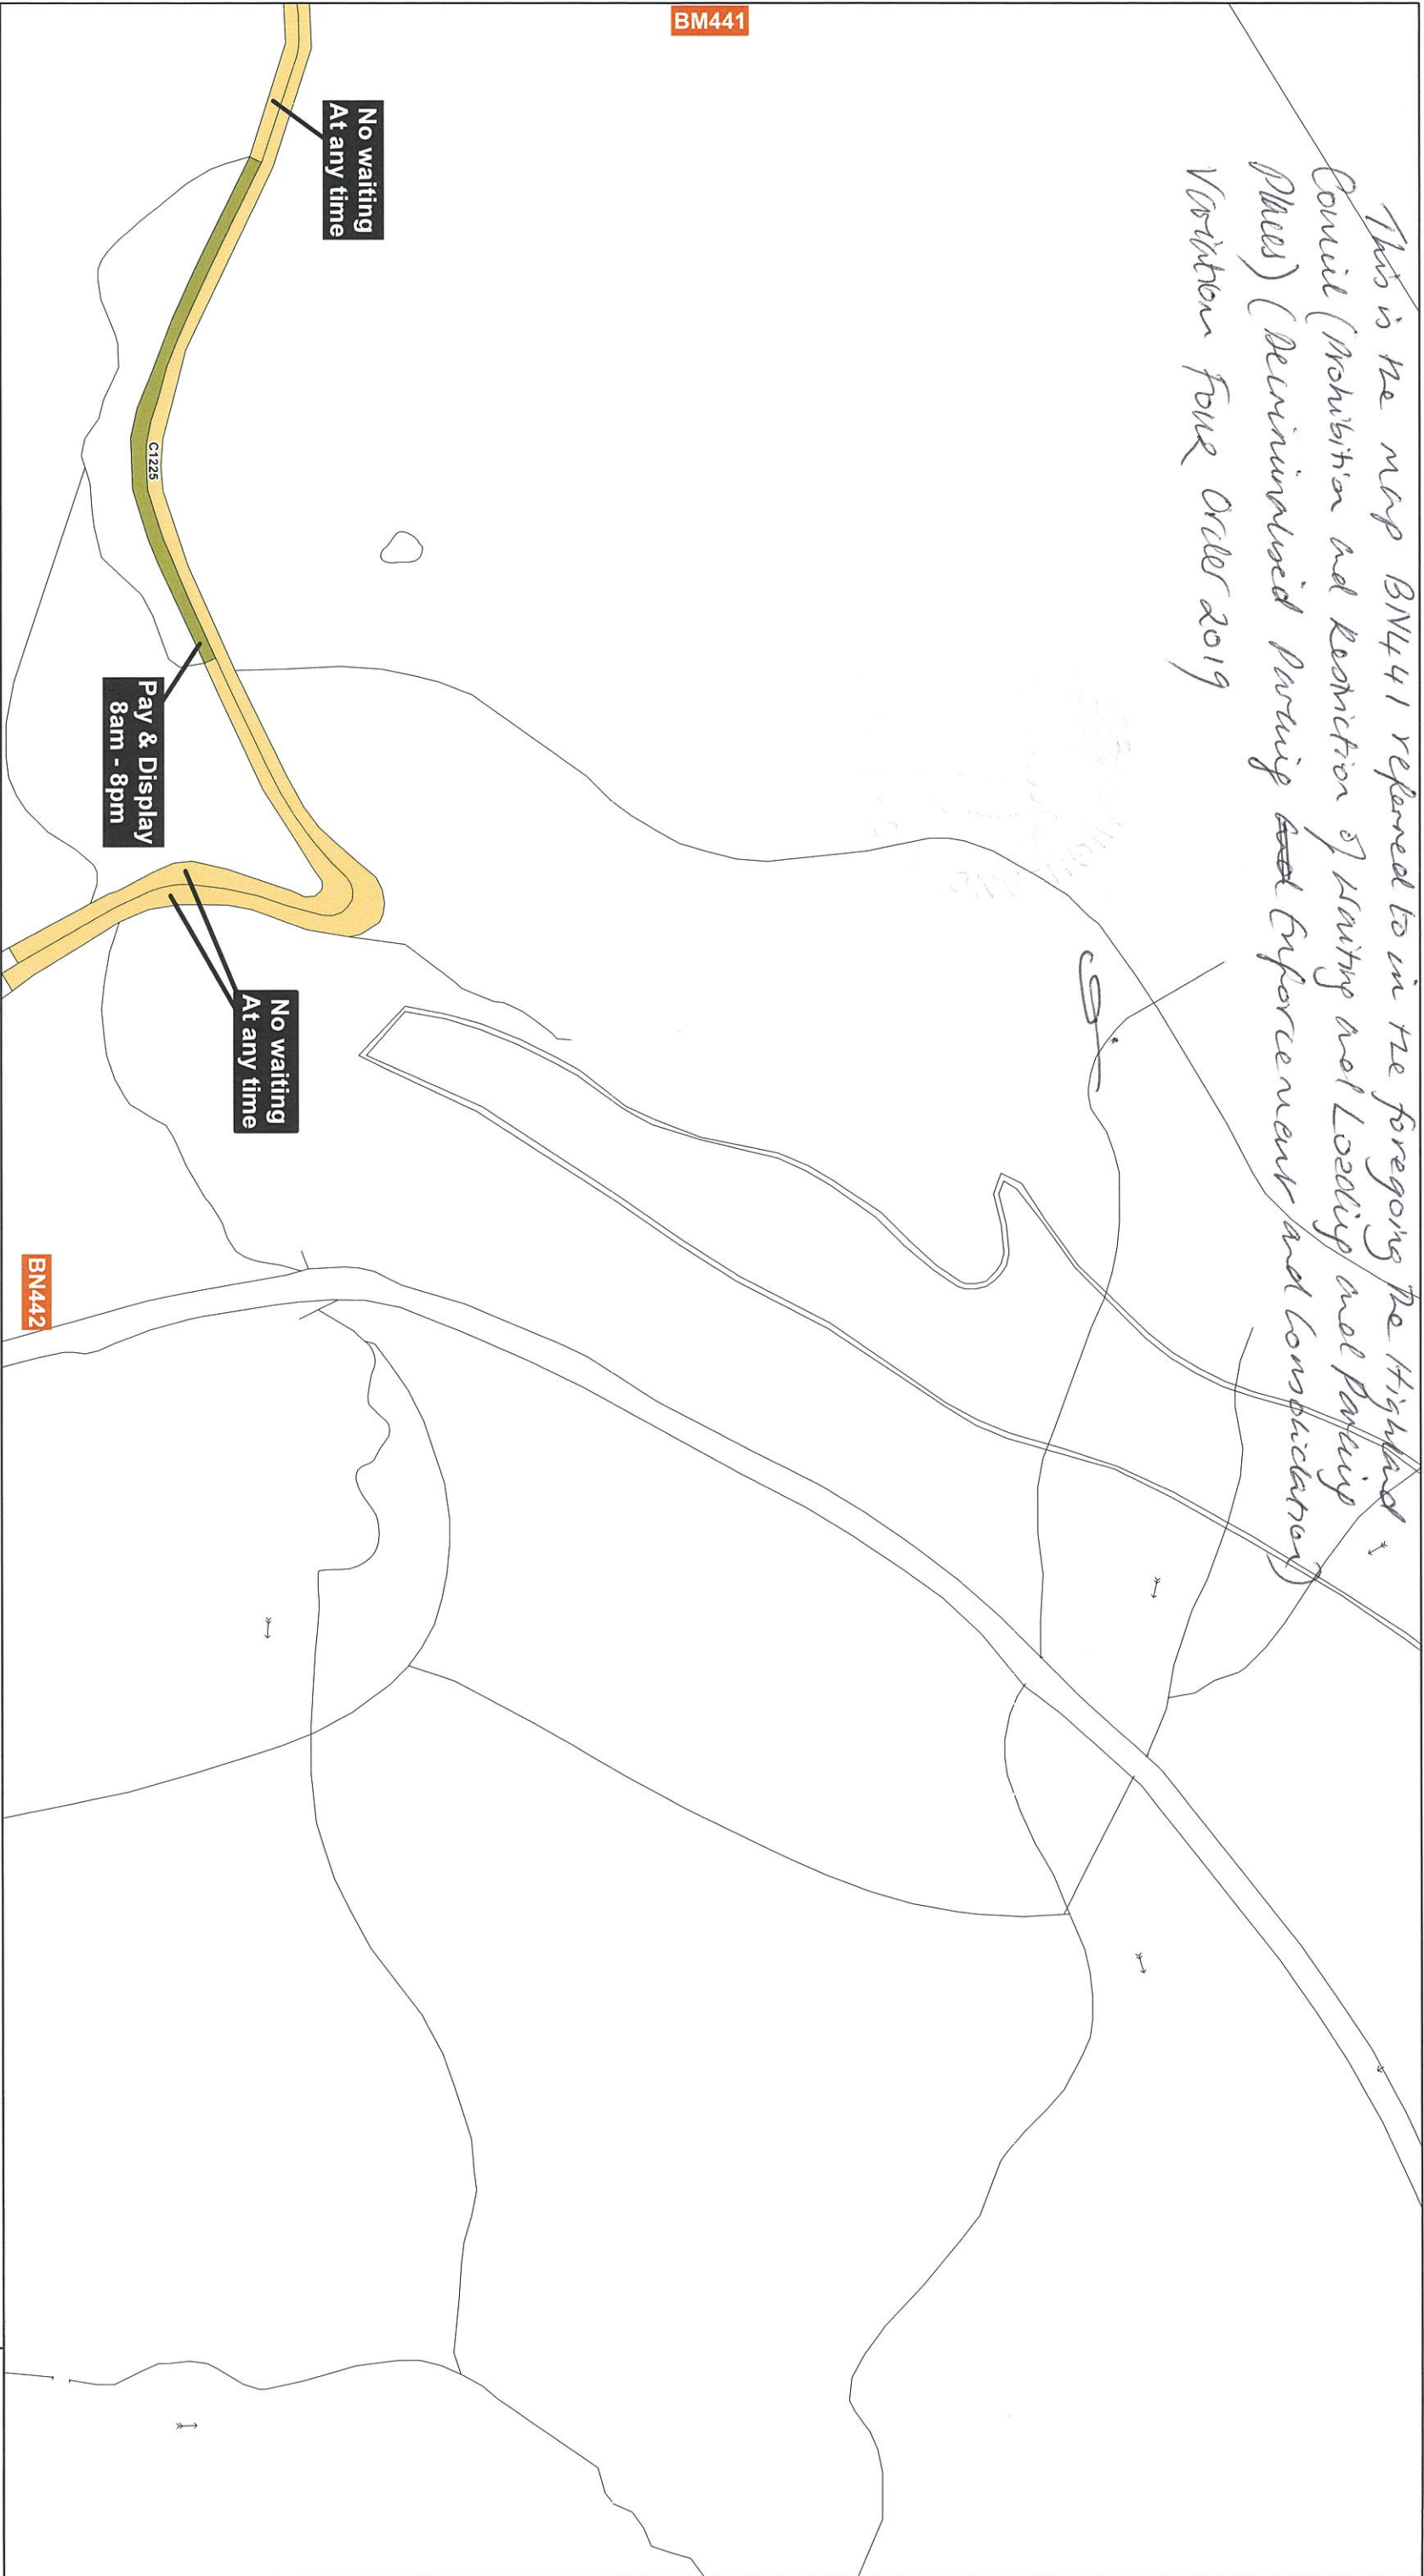 This is the map BN441 referred to in the foregoing The Highland
Council (Prohibition and Restriction of Waiting and Loading and Parking
Places) (Decriminalised Parking and Enforcement and Consolidation)
Variation Four Order 2019
BM441
No waiting
At any time
C1225
Pay & Display
8am - 8pm
No waiting
At any time
BN442